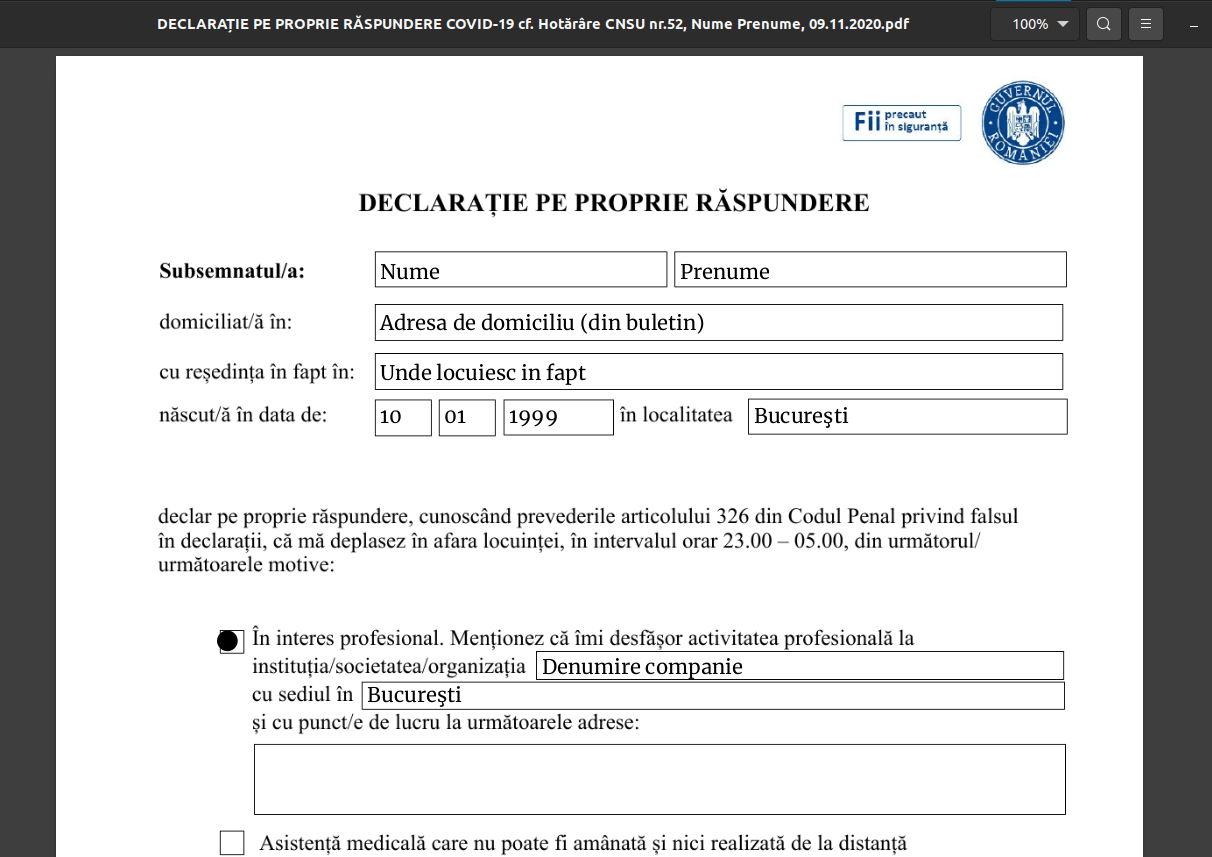 DECLARAȚIE PE PROPRIE RĂSPUNDERE COVID-19 cf. Hotărâre CNSU nr.52, Nume Prenume, 09.11.2020.pdf
100%
Fii precaut
în siguranță
GUVERNUL
ROMÂNIEI
DECLARAȚIE PE PROPRIE RĂSPUNDERE
Subsemnatul/a: Nume Prenume
domiciliat/ă în: Adresa de domiciliu (din buletin)
cu reședința în fapt în: Unde locuiesc in fapt
născut/ă în data de: 10 01 1999 în localitatea Bucureşti
declar pe proprie răspundere, cunoscând prevederile articolului 326 din Codul Penal privind falsul
în declarații, că mă deplasez în afara locuinței, în intervalul orar 23.00 – 05.00, din următorul/
următoarele motive:
În interes profesional. Menționez că îmi desfășor activitatea profesională la
instituția/societatea/organizația Denumire companie
cu sediul în Bucureşti
și cu punct/e de lucru la următoarele adrese:
Asistență medicală care nu poate fi amânată și nici realizată de la distanță